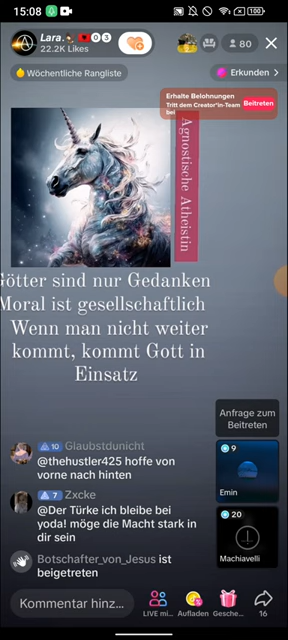 15:08
100
Lara.
0 3
22.2K Likes
80
Wöchentliche Rangliste
Erkunden >
Erhalte Belohnungen
Tritt dem Creator*in-Team
bei
Beitreten
Agnostische Atheistin
Götter sind nur Gedanken
Moral ist gesellschaftlich
Wenn man nicht weiter
kommt, kommt Gott in
Einsatz
Anfrage zum
Beitreten
10 Glaubstdunicht
@thehustler425 hoffe von
vorne nach hinten
9
Emin
7 Zxcke
@Der Türke ich bleibe bei
yoda! möge die Macht stark in
dir sein
20
Machiavelli
Botschafter_von_Jesus ist
beigetreten
Kommentar hinz...
LIVE mi...
Aufladen
Gesche...
16